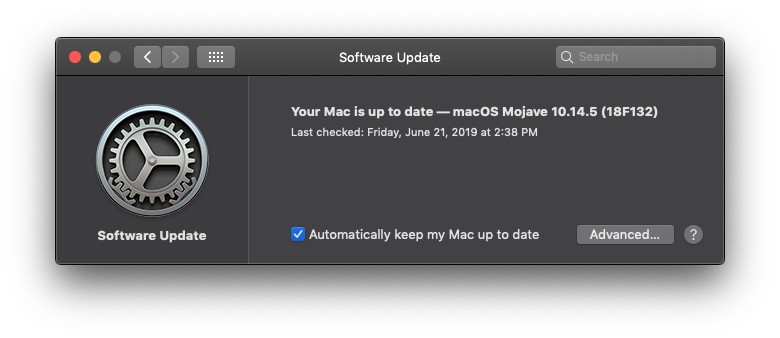 Software Update
Search
Your Mac is up to date — macOS Mojave 10.14.5 (18F132)
Last checked: Friday, June 21, 2019 at 2:38 PM
Software Update
Automatically keep my Mac up to date
Advanced...
?